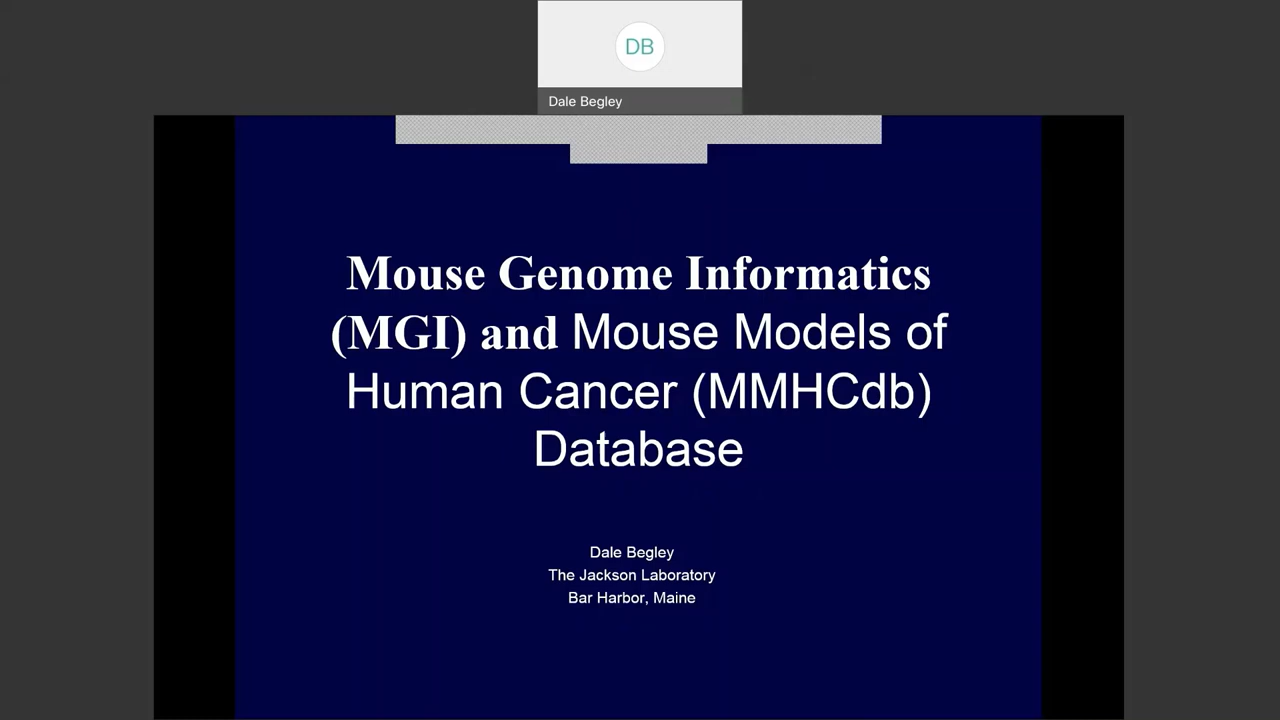 DB
Dale Begley
Mouse Genome Informatics
(MGI) and Mouse Models of
Human Cancer (MMHCdb)
Database
Dale Begley
The Jackson Laboratory
Bar Harbor, Maine